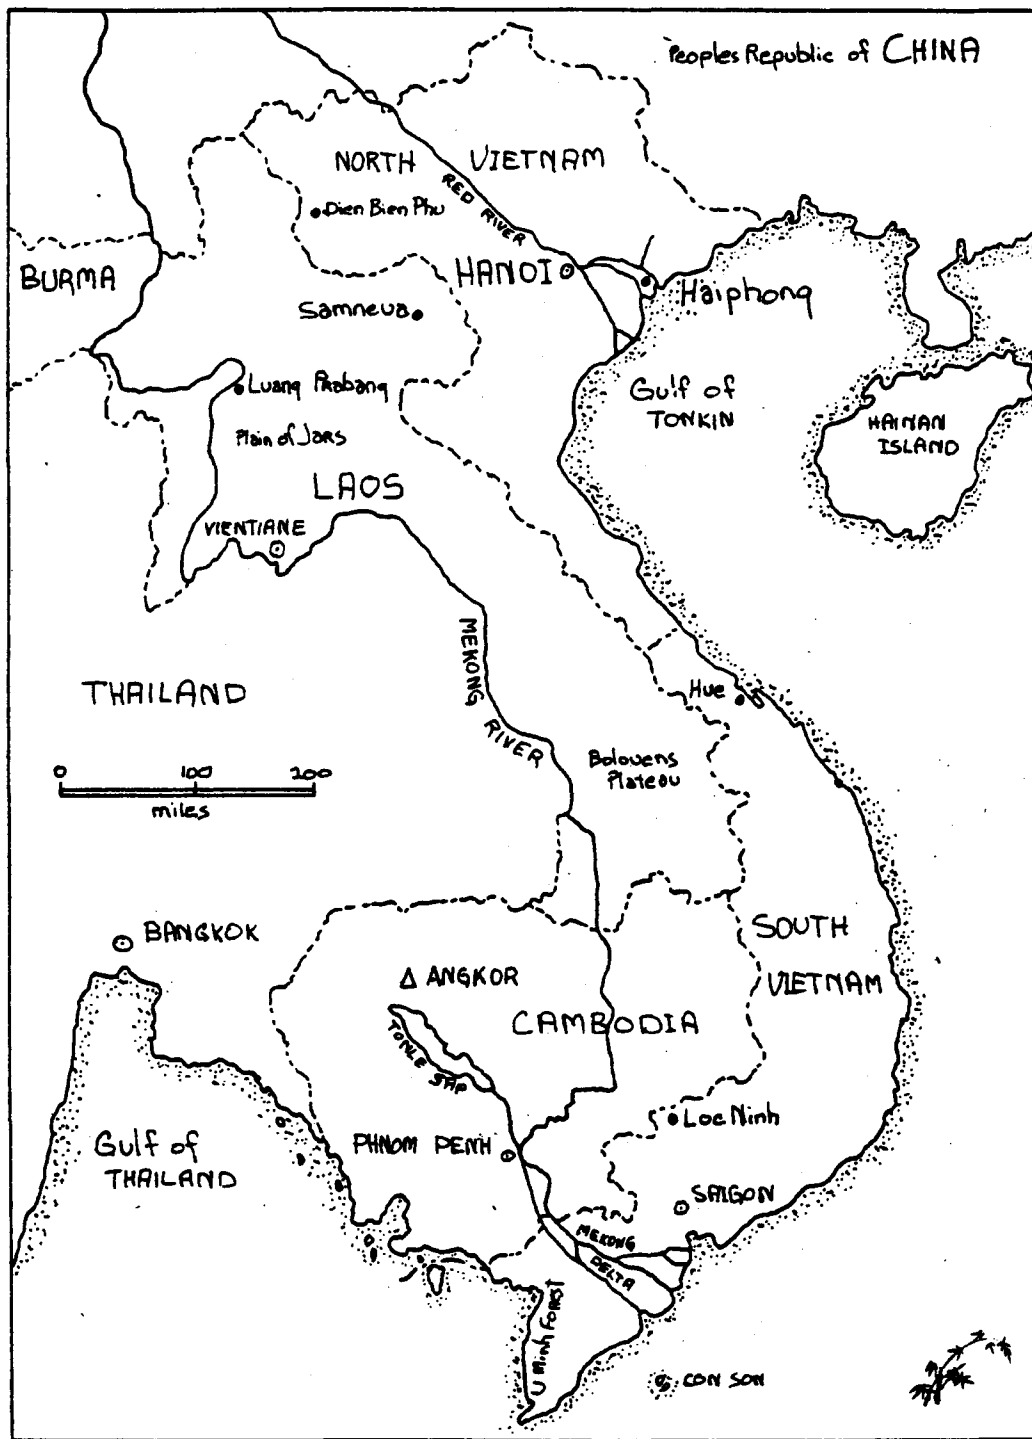 Peoples Republic of CHINA
NORTH VIETNAM
RED RIVER
Dien Bien Phu
BURMA
HANOI
Haiphong
Samneua
Luang Prabang
Gulf of
TONKIN
HAINAN
ISLAND
Plain of Jars
LAOS
VIENTIANE
MEKONG RIVER
THAILAND
Hue
Bolovens
Plateau
0 100 200
miles
BANGKOK
SOUTH
VIETNAM
ANGKOR
CAMBODIA
TONLE SAP
Loc Ninh
Gulf of
THAILAND
PHNOM PENH
SAIGON
MEKONG
DELTA
U Minh FOREST
CON SON